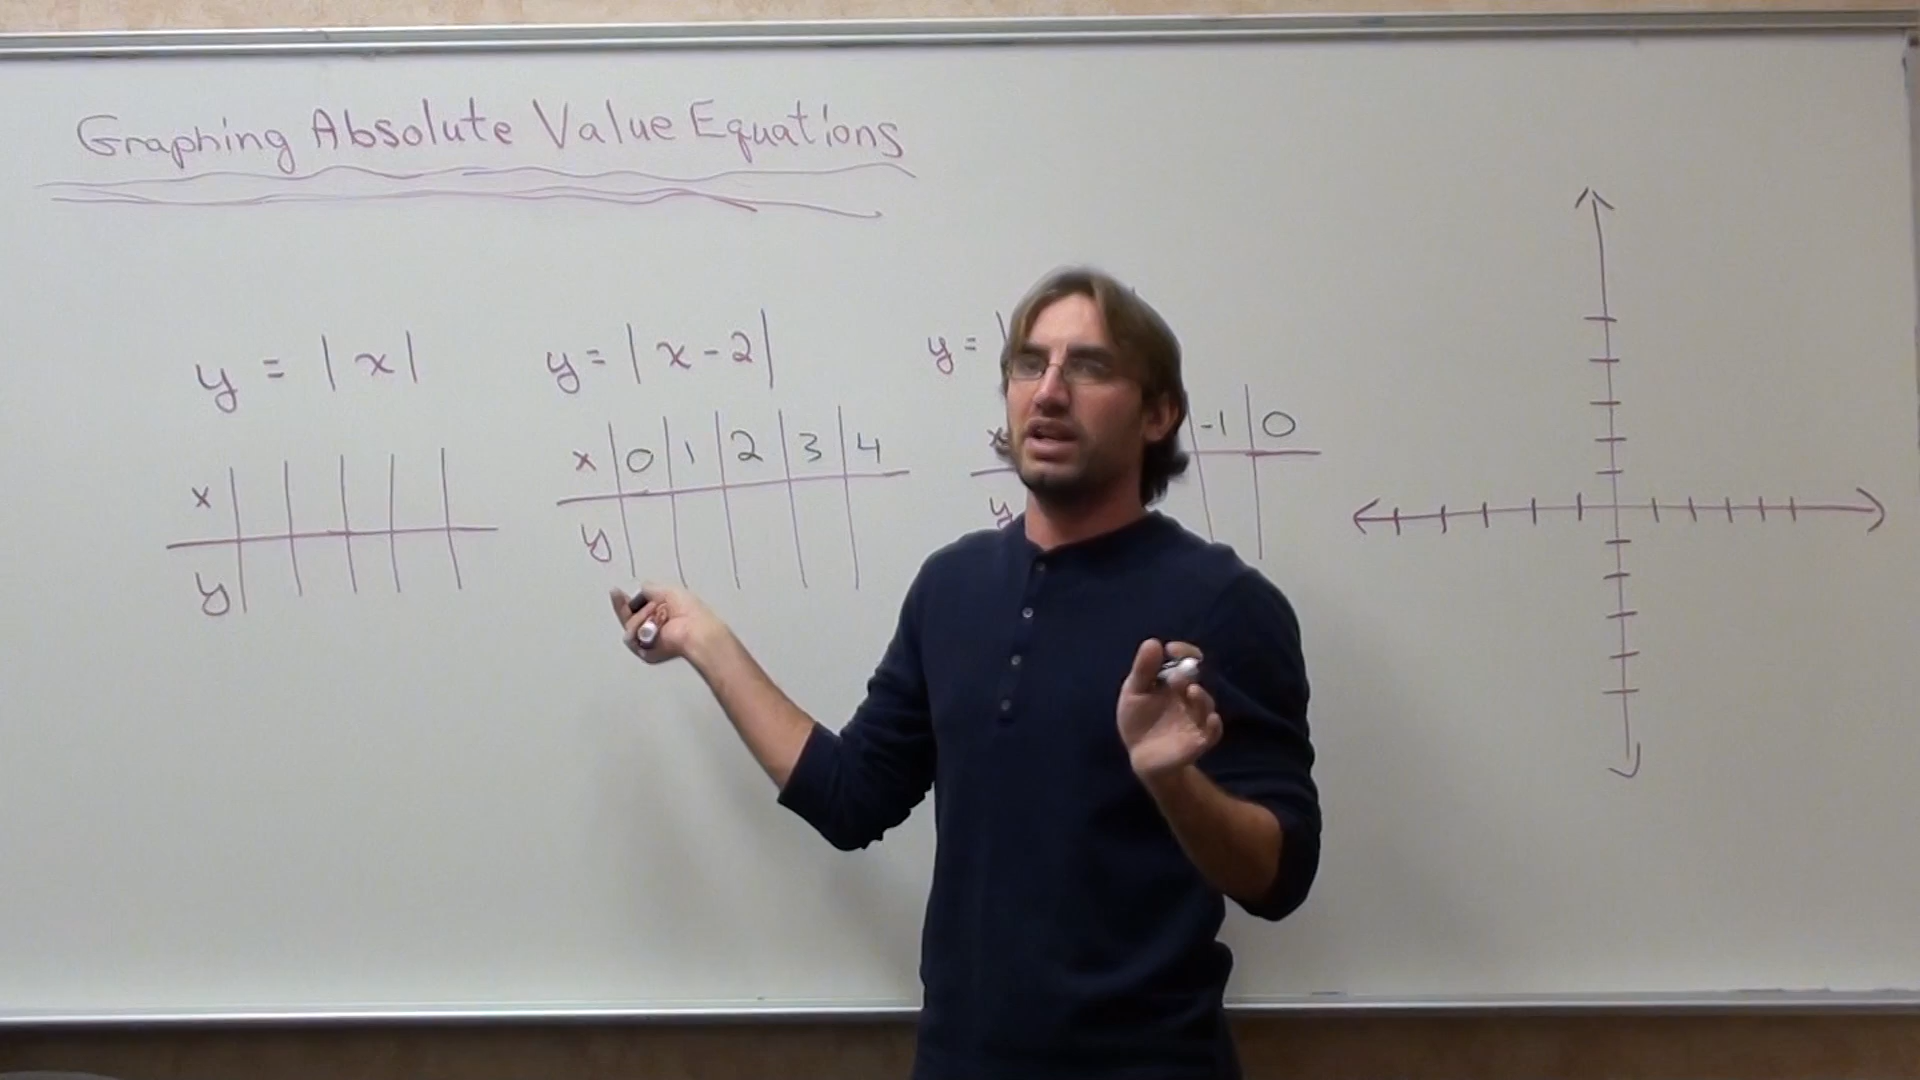 Graphing Absolute Value Equations
y = |x|
y = |x-2|
y = |
x
y
x 0 1 2 3 4
y
x -1 0
y